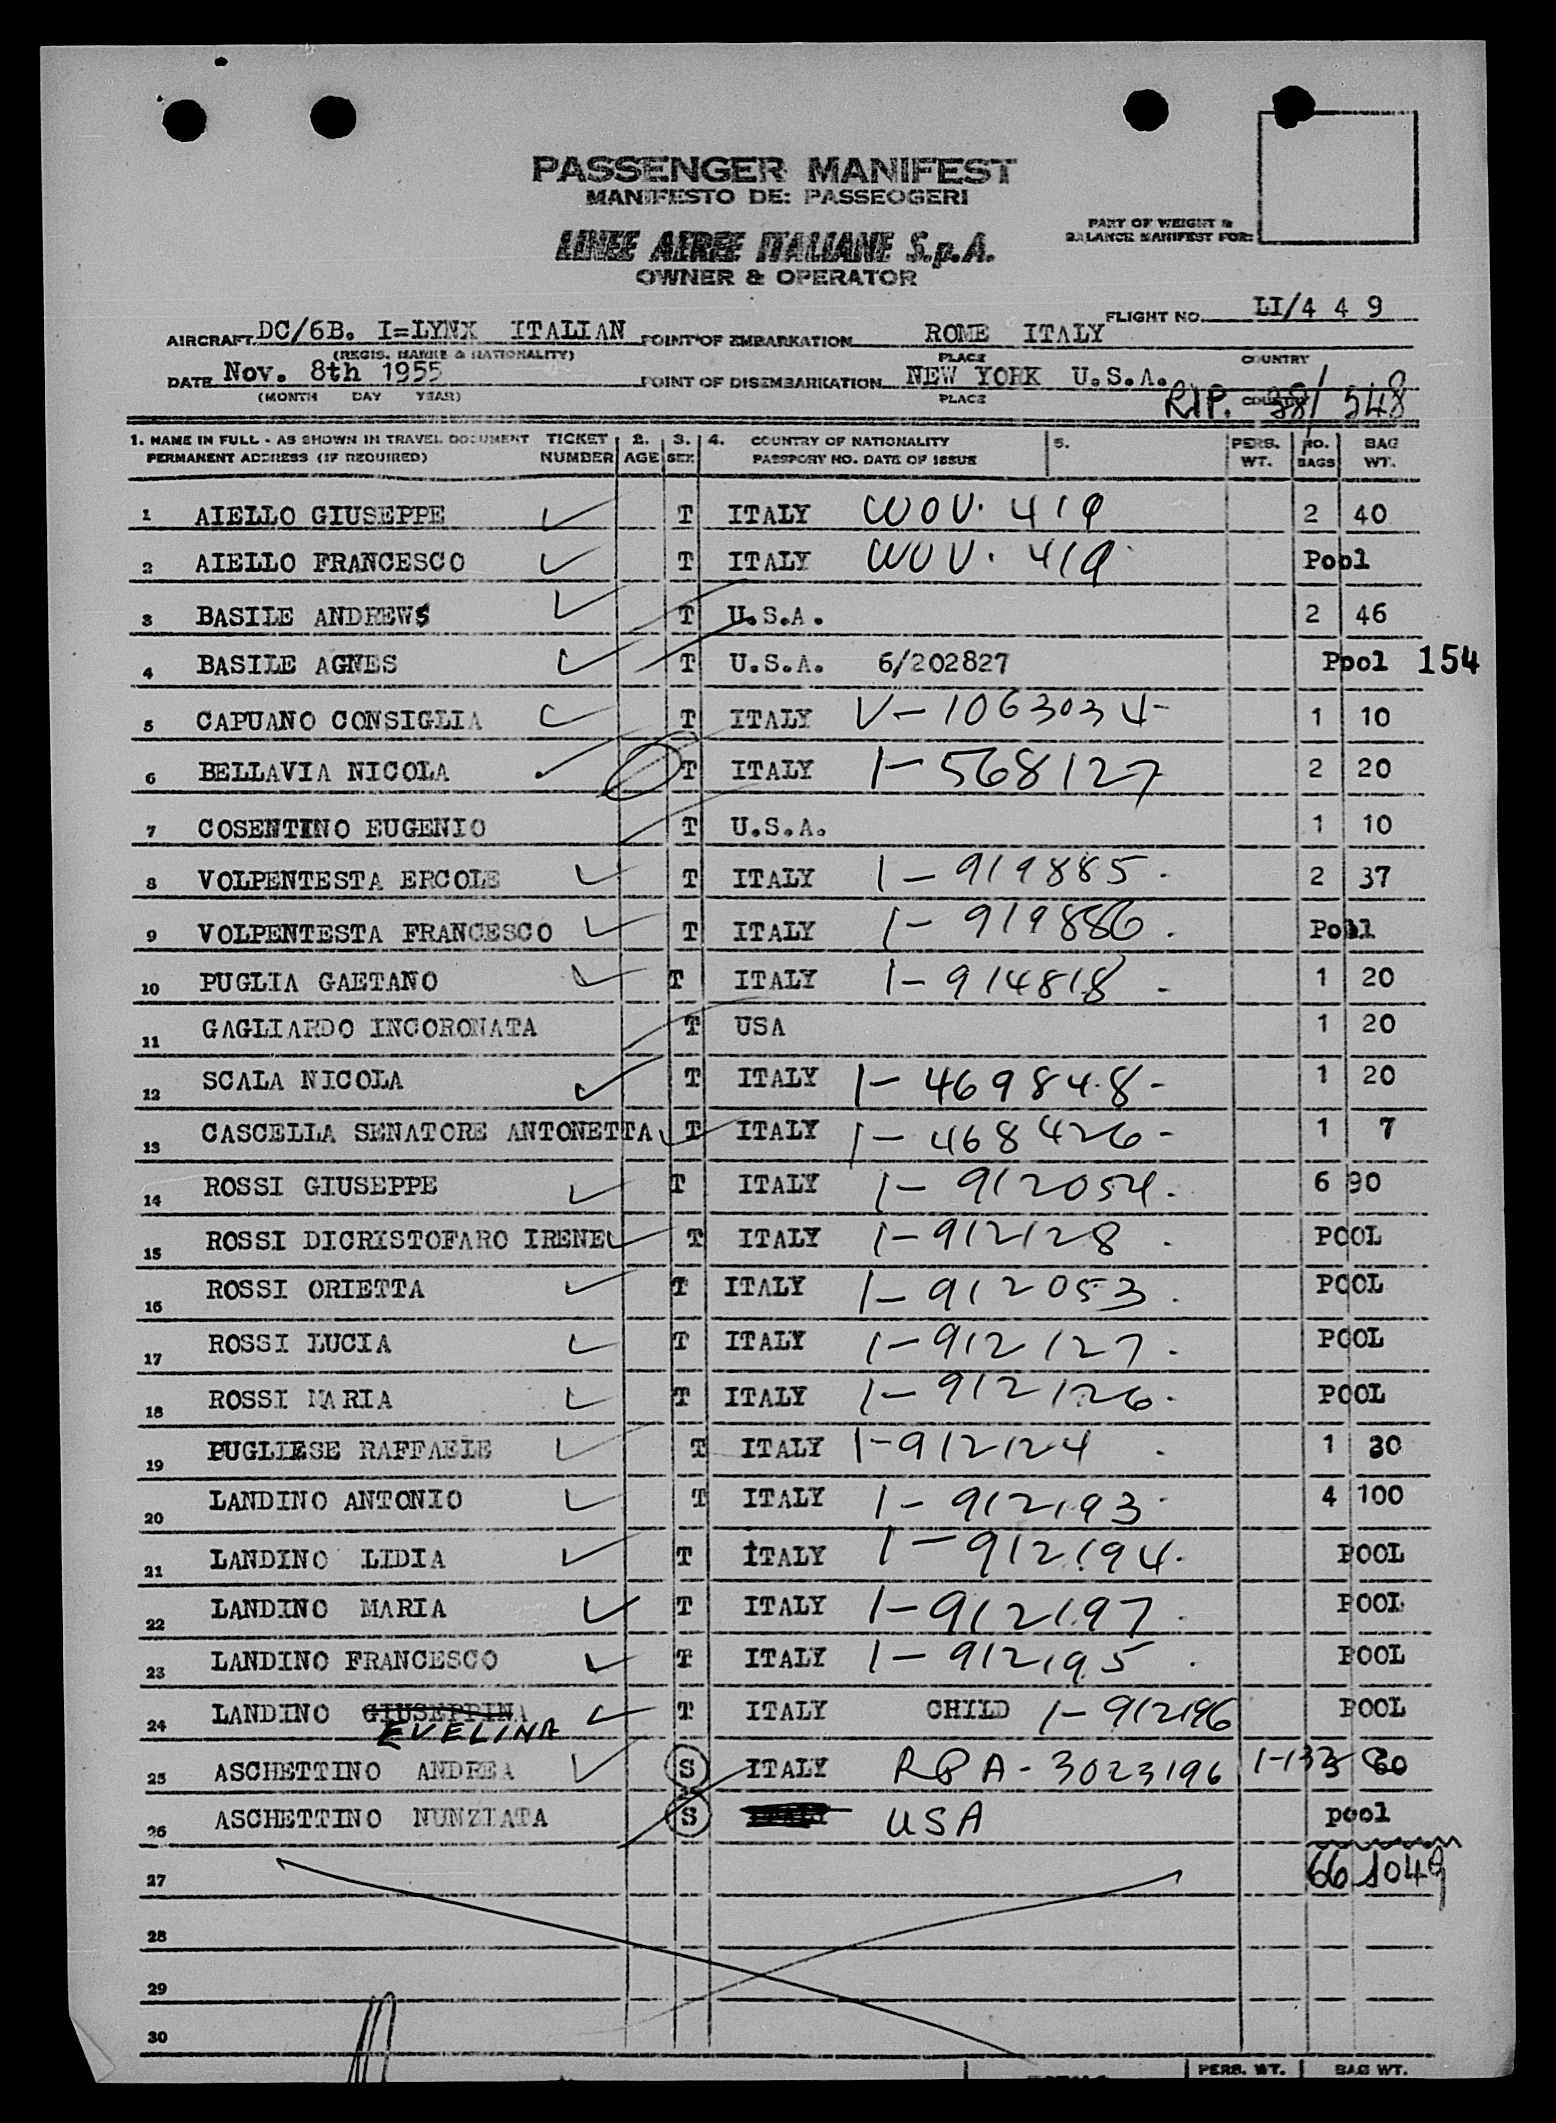 PASSENGER MANIFEST
MANIFESTO DE: PASSEOGERI
LINEE AEREE ITALIANE S.p.A.
OWNER & OPERATOR
PART OF WEIGHT &
BALANCE MANIFEST FOR:
FLIGHT NO. LI/4 4 9
AIRCRAFT DC/6B. I=LYNX ITALIAN POINT OF EMBARKATION ROME ITALY
(REGIS. MARKS & NATIONALITY) PLACE COUNTRY
DATE Nov. 8th 1955 POINT OF DISEMBARKATION NEW YORK U.S.A.
(MONTH DAY YEAR) PLACE COUNTRY RIP. 38/548
1. NAME IN FULL - AS SHOWN IN TRAVEL DOCUMENT TICKET 2. 3. 4. COUNTRY OF NATIONALITY 5. PERS. NO. BAG
PERMANENT ADDRESS (IF REQUIRED) NUMBER AGE SEX PASSPORT NO. DATE OF ISSUE WT. BAGS WT.
1 AIELLO GIUSEPPE T ITALY WOV. 419 2 40
2 AIELLO FRANCESCO T ITALY WOV. 419 Pool
3 BASILE ANDREWS T U.S.A. 2 46
4 BASILE AGNES T U.S.A. 6/202827 Pool 154
5 CAPUANO CONSIGLIA T ITALY V-1063034- 1 10
6 BELLAVIA NICOLA T ITALY 1-568127 2 20
7 COSENTINO EUGENIO T U.S.A. 1 10
8 VOLPENTESTA ERCOLE T ITALY 1-919885. 2 37
9 VOLPENTESTA FRANCESCO T ITALY 1-919886. Pool
10 PUGLIA GAETANO T ITALY 1-914818 - 1 20
11 GAGLIARDO INCORONATA T USA 1 20
12 SCALA NICOLA T ITALY 1-469848- 1 20
13 CASCELLA SENATORE ANTONETTA T ITALY 1-468426- 1 7
14 ROSSI GIUSEPPE T ITALY 1-912054. 6 90
15 ROSSI DICRISTOFARO IRENE T ITALY 1-912128 . POOL
16 ROSSI ORIETTA T ITALY 1-912053 . POOL
17 ROSSI LUCIA T ITALY 1-912127 . POOL
18 ROSSI MARIA T ITALY 1-912126. POOL
19 PUGLIESE RAFFAELE T ITALY 1-912124 . 1 30
20 LANDINO ANTONIO T ITALY 1-912193 4 100
21 LANDINO LIDIA T ITALY 1-912194. POOL
22 LANDINO MARIA T ITALY 1-912197. POOL
23 LANDINO FRANCESCO T ITALY 1-912195 . POOL
24 LANDINO GIUSEPPINA T ITALY CHILD 1-912196 POOL
EVELINA
25 ASCHETTINO ANDREA S ITALY 3023196 60
26 ASCHETTINO NUNZIATA S ITALY USA pool
27 66 1049
28
29
30
PERS. WT. BAG WT.